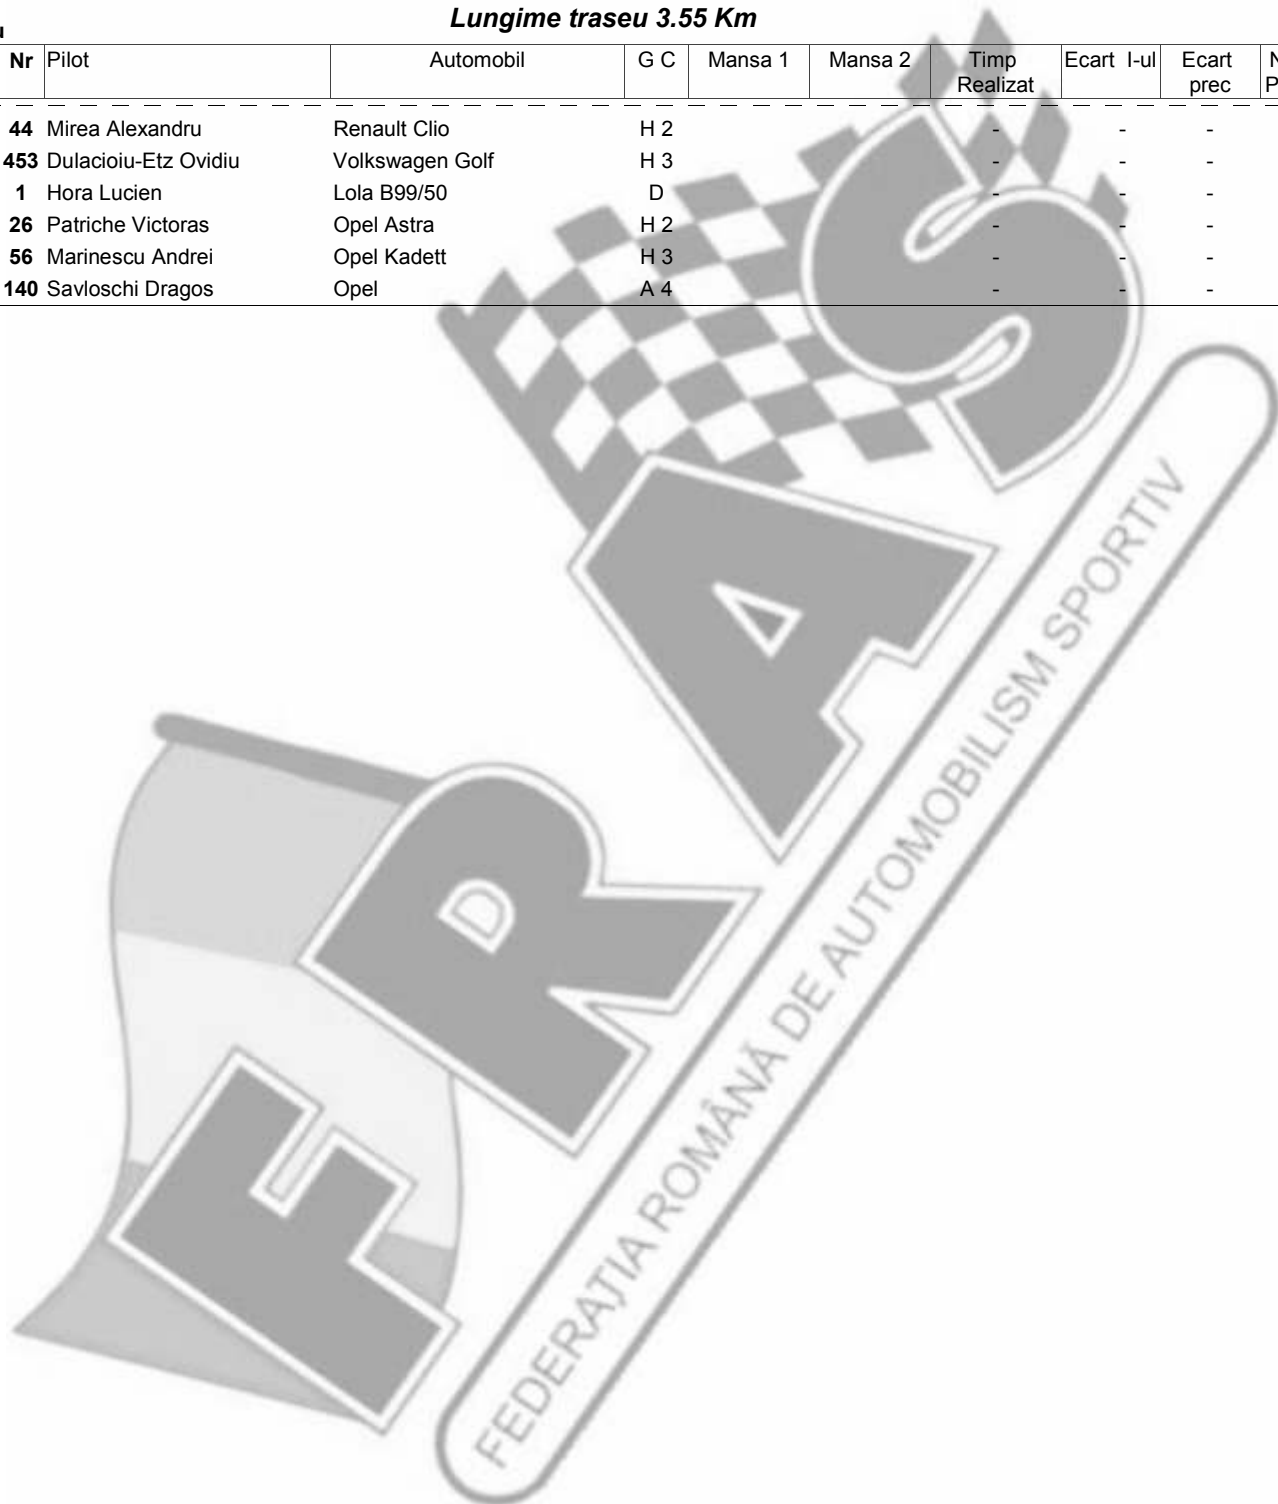 Lungime traseu 3.55 Km
u
Nr Pilot Automobil G C Mansa 1 Mansa 2 Timp Realizat Ecart I-ul Ecart prec
44 Mirea Alexandru Renault Clio H 2 - - -
453 Dulacioiu-Etz Ovidiu Volkswagen Golf H 3 - - -
1 Hora Lucien Lola B99/50 D - - -
26 Patriche Victoras Opel Astra H 2 - - -
56 Marinescu Andrei Opel Kadett H 3 - - -
140 Savloschi Dragos Opel A 4 - - -
FRAS
FEDERAŢIA ROMÂNĂ DE AUTOMOBILISM SPORTIV